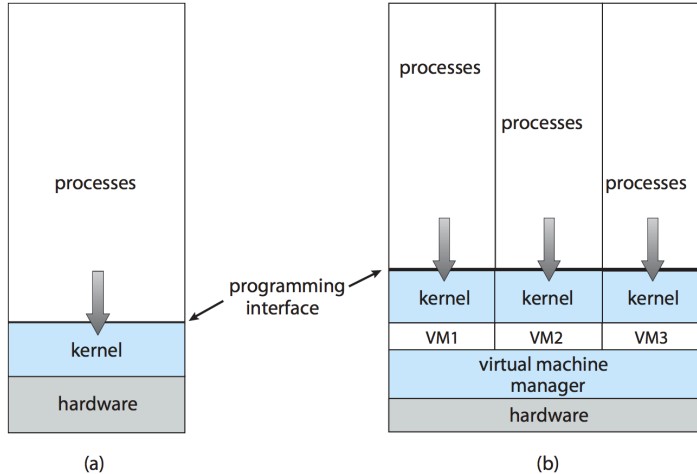 processes
kernel
hardware
(a)
programming
interface
processes
processes
processes
kernel
kernel
kernel
VM1
VM2
VM3
virtual machine
manager
hardware
(b)